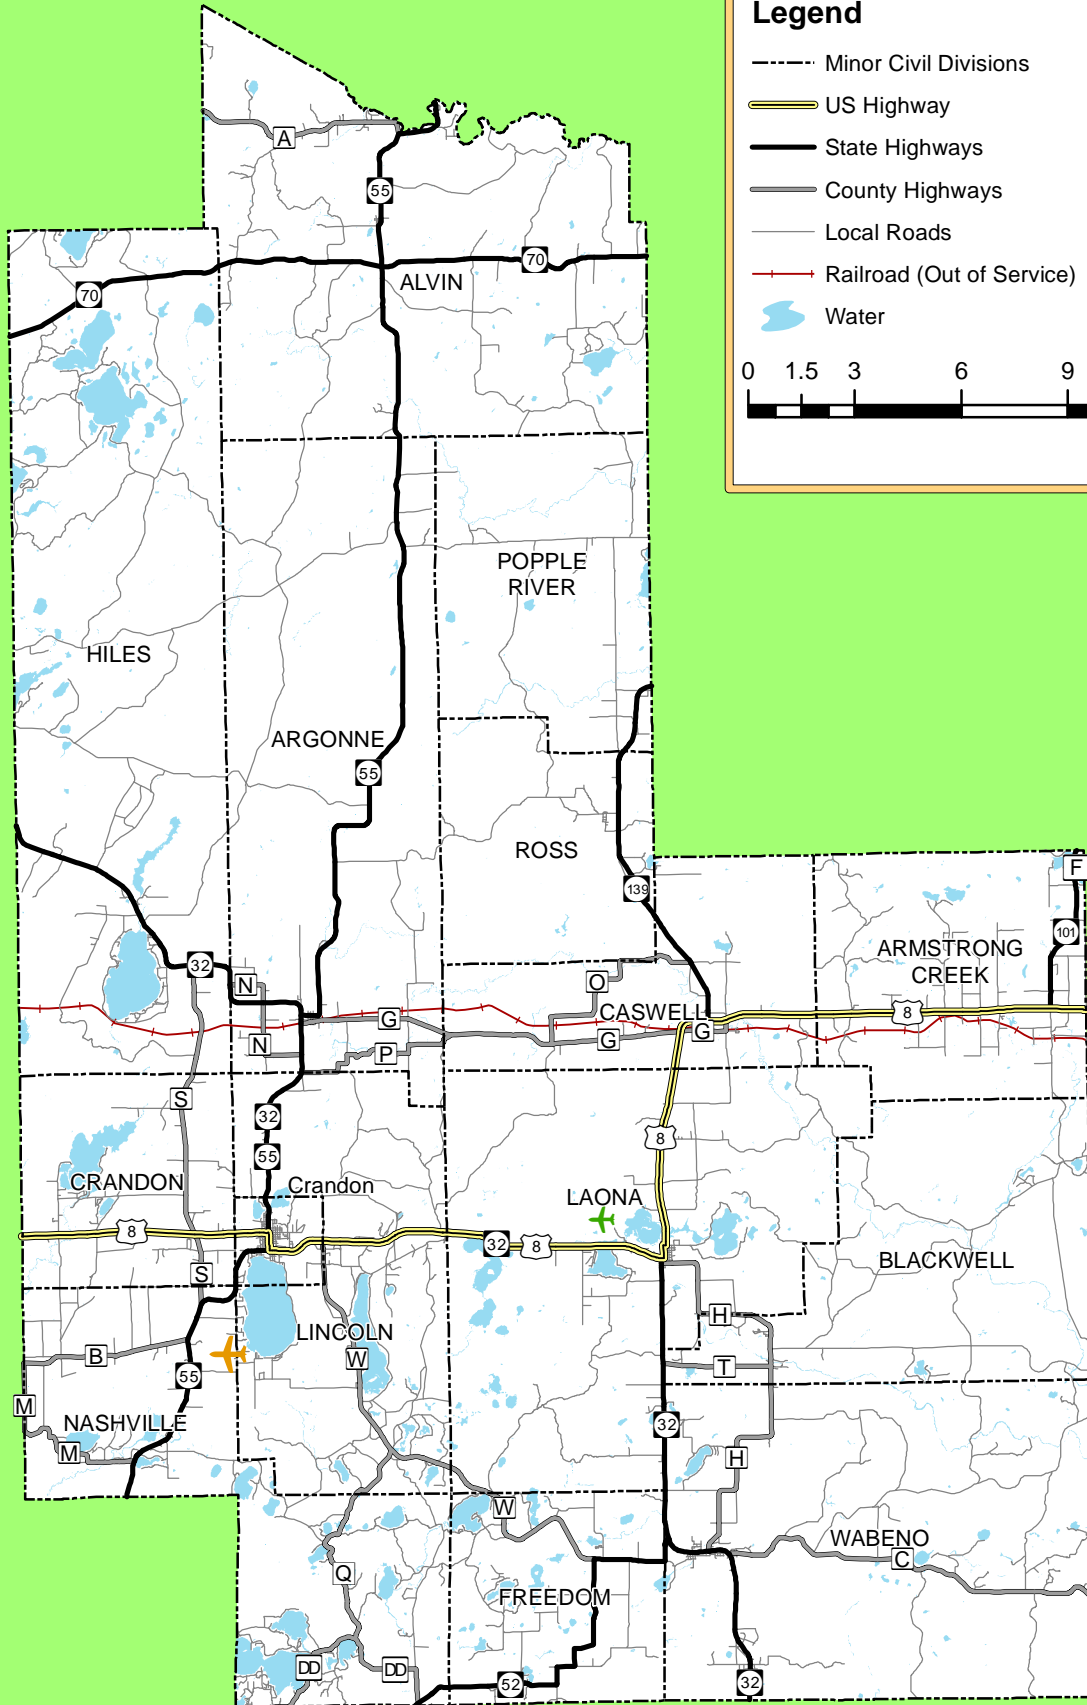 Legend
Minor Civil Divisions
US Highway
State Highways
County Highways
Local Roads
Railroad (Out of Service)
Water
0 1.5 3 6 9
A
55
70
70
ALVIN
POPPLE
RIVER
HILES
ARGONNE
55
ROSS
139
F
101
ARMSTRONG
CREEK
32
N
O
CASWELL
8
G
G
G
N
P
S
32
8
55
CRANDON
Crandon
LAONA
8
32
8
BLACKWELL
S
H
LINCOLN
B
W
T
55
M
NASHVILLE
32
M
H
W
WABENO
C
Q
FREEDOM
DD
DD
52
32